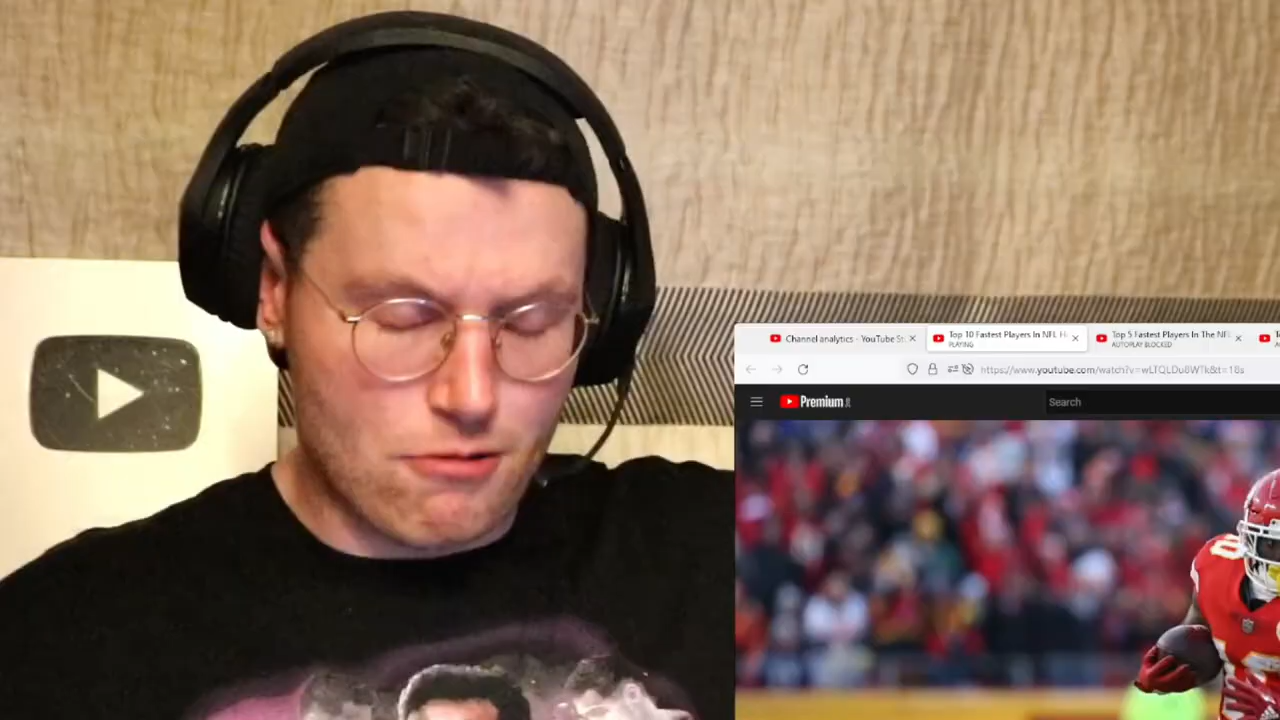 Channel analytics - YouTube St
Top 10 Fastest Players In NFL H
PLAYING
Top 5 Fastest Players In The NFL
AUTOPLAY BLOCKED
https://www.youtube.com/watch?v=wLTQLDu8WTk&t=18s
Premium
Search